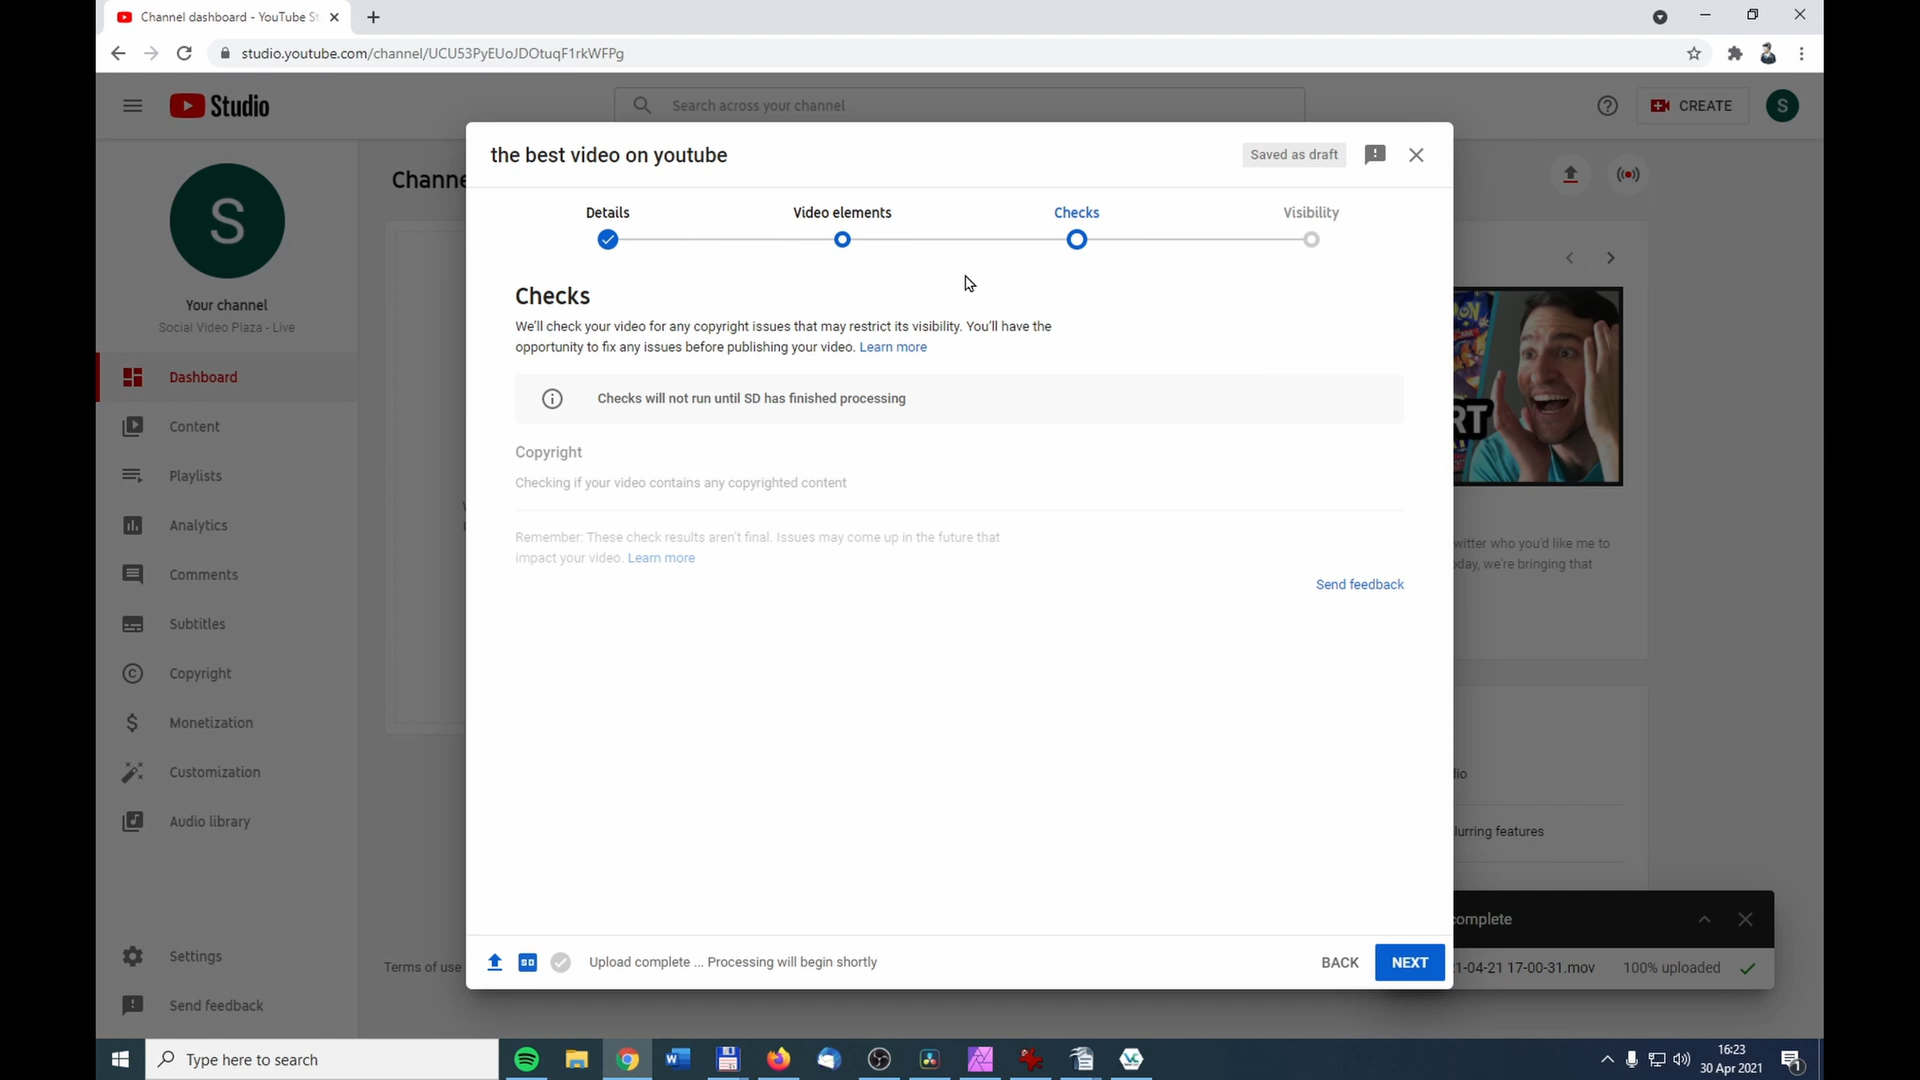 Channel dashboard - YouTube St
studio.youtube.com/channel/UCU53PyEUoJDOtuqF1rkWFPg
Studio
Search across your channel
CREATE
S
S
Your channel
Social Video Plaza - Live
Dashboard
Content
Playlists
Analytics
Comments
Subtitles
Copyright
Monetization
Customization
Audio library
Settings
Send feedback
Channe
Terms of use
the best video on youtube
Saved as draft
Details
Video elements
Checks
Visibility
Checks
We'll check your video for any copyright issues that may restrict its visibility. You'll have the
opportunity to fix any issues before publishing your video. Learn more
Checks will not run until SD has finished processing
Copyright
Checking if your video contains any copyrighted content
Remember: These check results aren't final. Issues may come up in the future that
impact your video. Learn more
Send feedback
SD
Upload complete ... Processing will begin shortly
BACK
NEXT
RT
witter who you'd like me to
day, we're bringing that
dio
lurring features
complete
1-04-21 17-00-31.mov
100% uploaded
Type here to search
16:23
30 Apr 2021
1